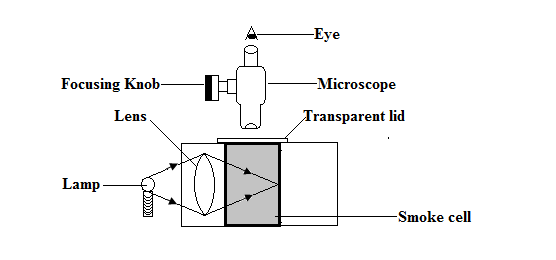 Eye
Focusing Knob
Microscope
Lens
Transparent lid
Lamp
Smoke cell